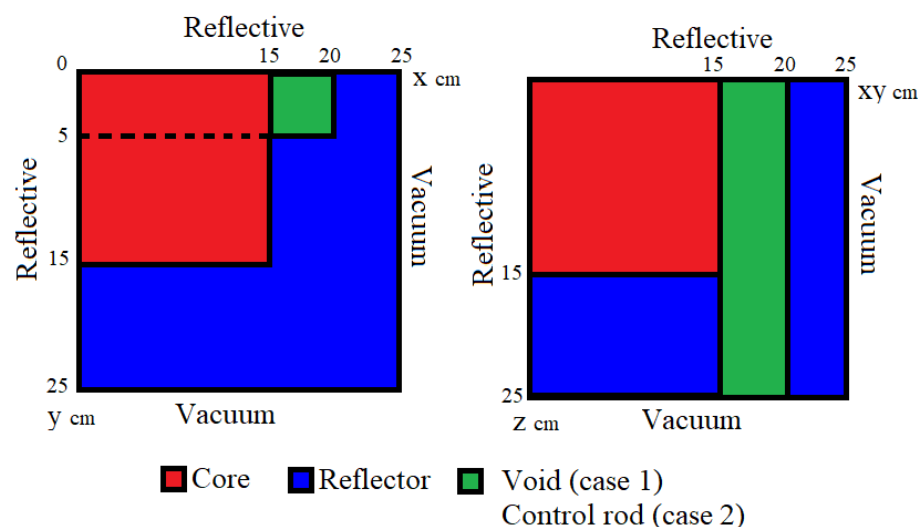 Reflective
0
15
20
25
x cm
5
Reflective
Vacuum
15
25
y cm
Vacuum
Reflective
15
20
25
xy cm
Reflective
Vacuum
15
25
z cm
Vacuum
Core
Reflector
Void (case 1)
Control rod (case 2)